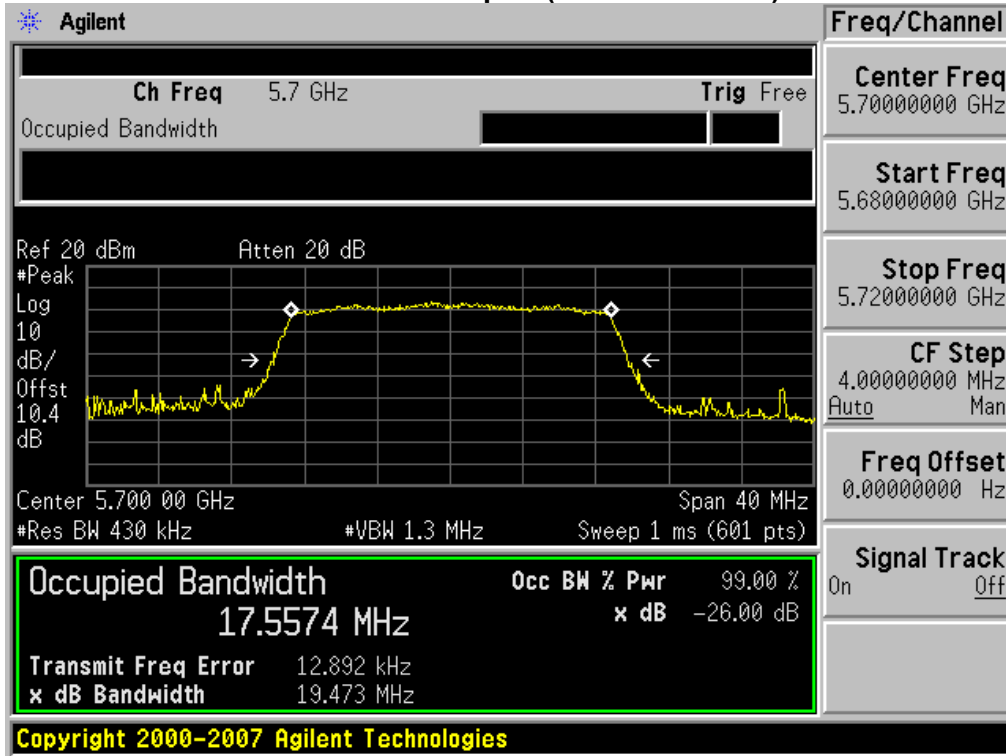 Agilent
Freq/Channel
Ch Freq 5.7 GHz Trig Free
Occupied Bandwidth
Center Freq
5.70000000 GHz
Start Freq
5.68000000 GHz
Stop Freq
5.72000000 GHz
CF Step
4.00000000 MHz
Auto Man
Freq Offset
0.00000000 Hz
Signal Track
On Off
Ref 20 dBm Atten 20 dB
#Peak
Log
10
dB/
Offst
10.4
dB
Center 5.700 00 GHz Span 40 MHz
#Res BW 430 kHz #VBW 1.3 MHz Sweep 1 ms (601 pts)
Occupied Bandwidth Occ BW % Pwr 99.00 %
17.5574 MHz x dB -26.00 dB
Transmit Freq Error 12.892 kHz
x dB Bandwidth 19.473 MHz
Copyright 2000-2007 Agilent Technologies